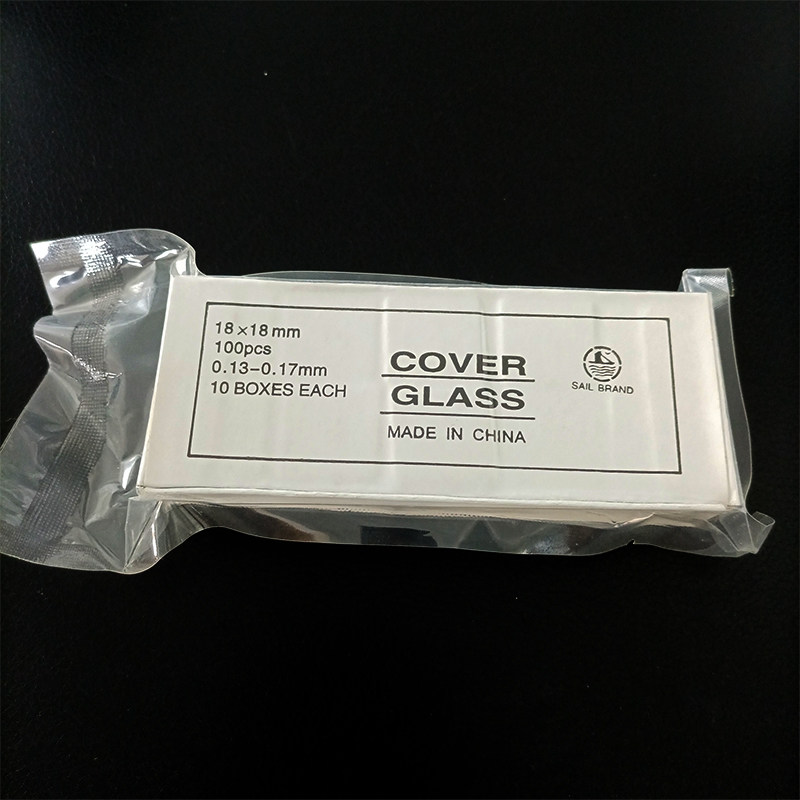 18×18mm
100pcs
0.13-0.17mm
10 BOXES EACH
COVER
GLASS
MADE IN CHINA
SAIL BRAND